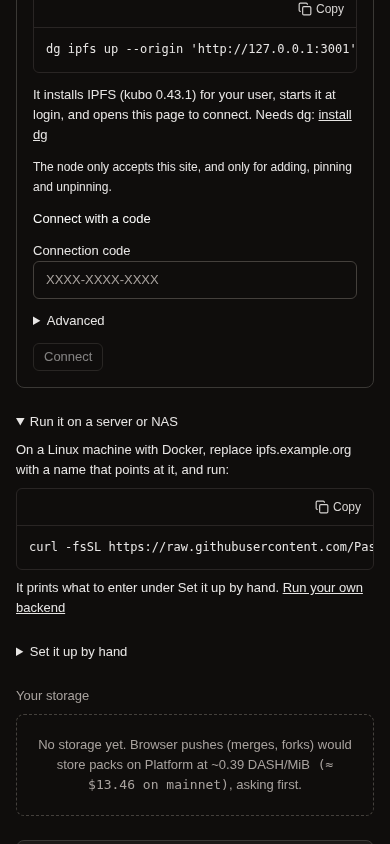 Copy
dg ipfs up --origin 'http://127.0.0.1:3001'
It installs IPFS (kubo 0.43.1) for your user, starts it at
login, and opens this page to connect. Needs dg: install
dg
The node only accepts this site, and only for adding, pinning
and unpinning.
Connect with a code
Connection code
XXXX-XXXX-XXXX
Advanced
Connect
Run it on a server or NAS
On a Linux machine with Docker, replace ipfs.example.org
with a name that points at it, and run:
Copy
curl -fsSL https://raw.githubusercontent.com/Pas
It prints what to enter under Set it up by hand. Run your own
backend
Set it up by hand
Your storage
No storage yet. Browser pushes (merges, forks) would
store packs on Platform at ~0.39 DASH/MiB (≈
$13.46 on mainnet), asking first.